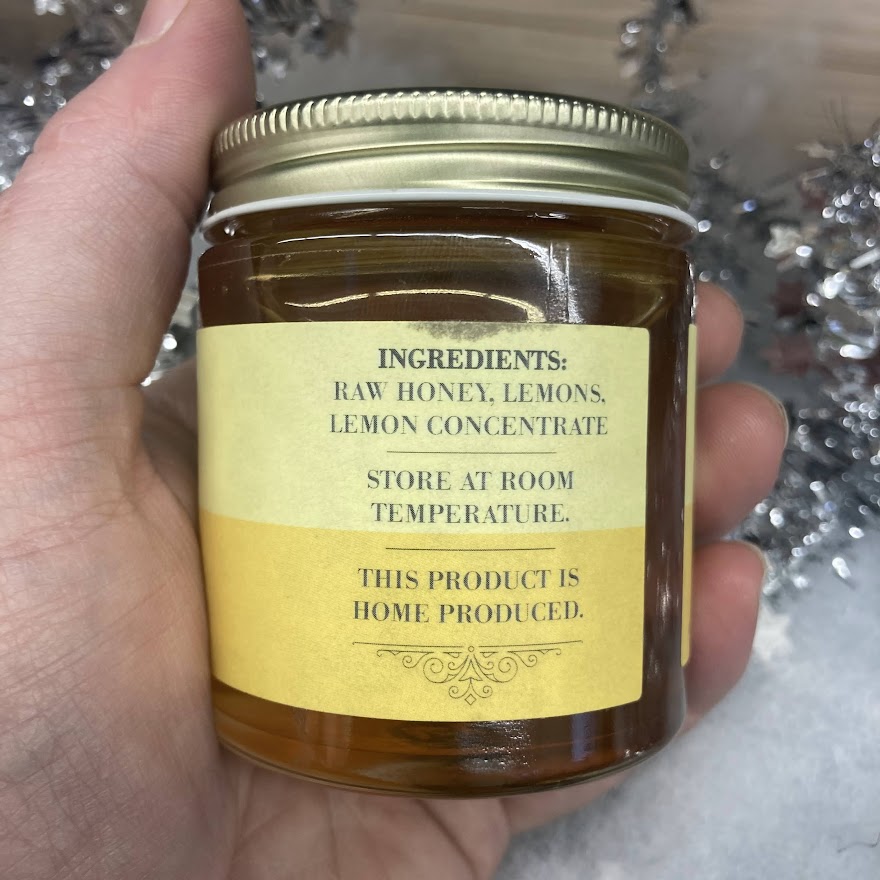 INGREDIENTS:
RAW HONEY, LEMONS,
LEMON CONCENTRATE
STORE AT ROOM
TEMPERATURE.
THIS PRODUCT IS
HOME PRODUCED.